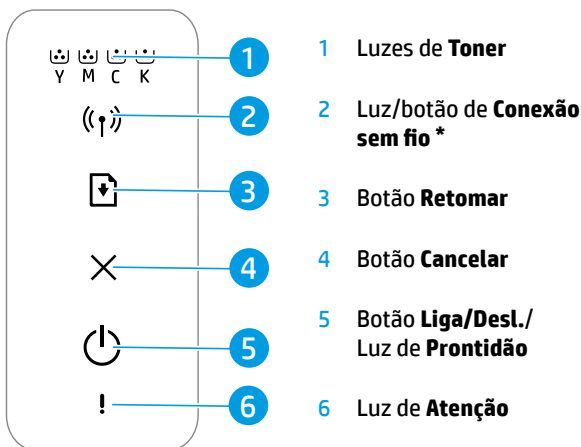 Y M C K
1 Luzes de Toner
2 Luz/botão de Conexão
sem fio *
3 Botão Retomar
4 Botão Cancelar
5 Botão Liga/Desl./
Luz de Prontidão
6 Luz de Atenção
1
2
3
4
5
6